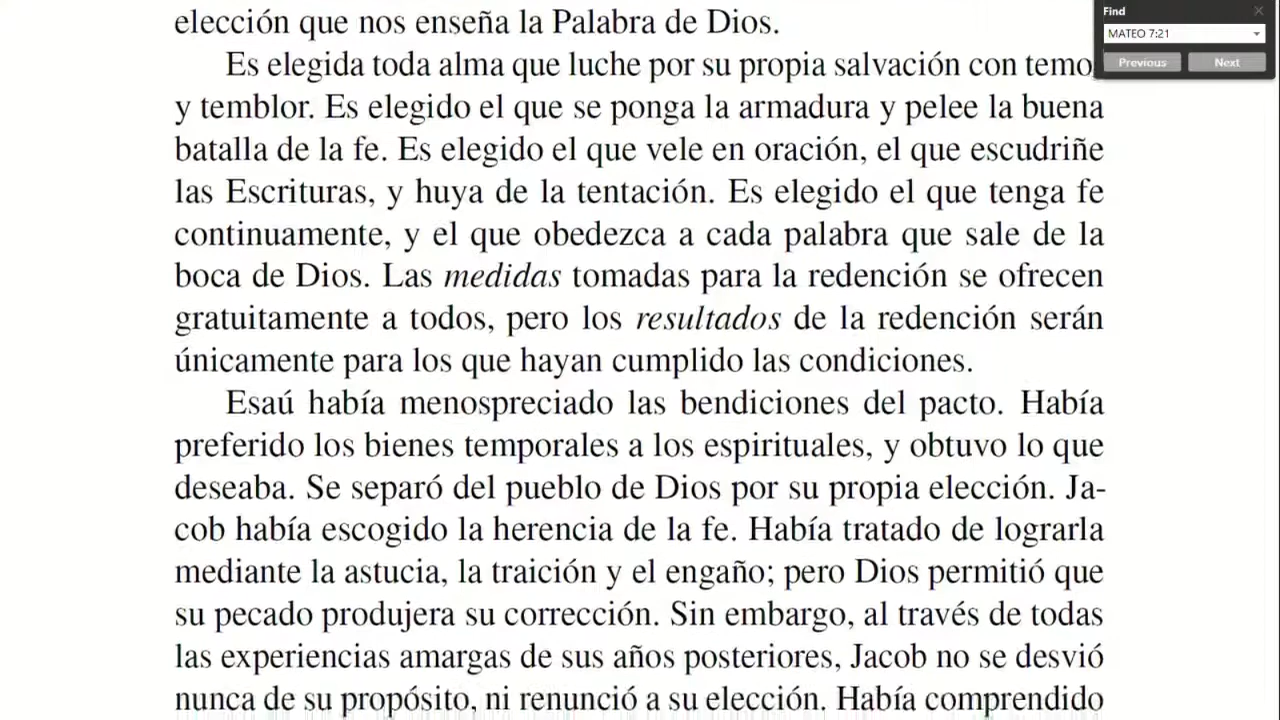 elección que nos enseña la Palabra de Dios.
Find
MATEO 7:21
Previous Next
Es elegida toda alma que luche por su propia salvación con temo
y temblor. Es elegido el que se ponga la armadura y pelee la buena
batalla de la fe. Es elegido el que vele en oración, el que escudriñe
las Escrituras, y huya de la tentación. Es elegido el que tenga fe
continuamente, y el que obedezca a cada palabra que sale de la
boca de Dios. Las medidas tomadas para la redención se ofrecen
gratuitamente a todos, pero los resultados de la redención serán
únicamente para los que hayan cumplido las condiciones.
Esaú había menospreciado las bendiciones del pacto. Había
preferido los bienes temporales a los espirituales, y obtuvo lo que
deseaba. Se separó del pueblo de Dios por su propia elección. Ja-
cob había escogido la herencia de la fe. Había tratado de lograrla
mediante la astucia, la traición y el engaño; pero Dios permitió que
su pecado produjera su corrección. Sin embargo, al través de todas
las experiencias amargas de sus años posteriores, Jacob no se desvió
nunca de su propósito, ni renunció a su elección. Había comprendido